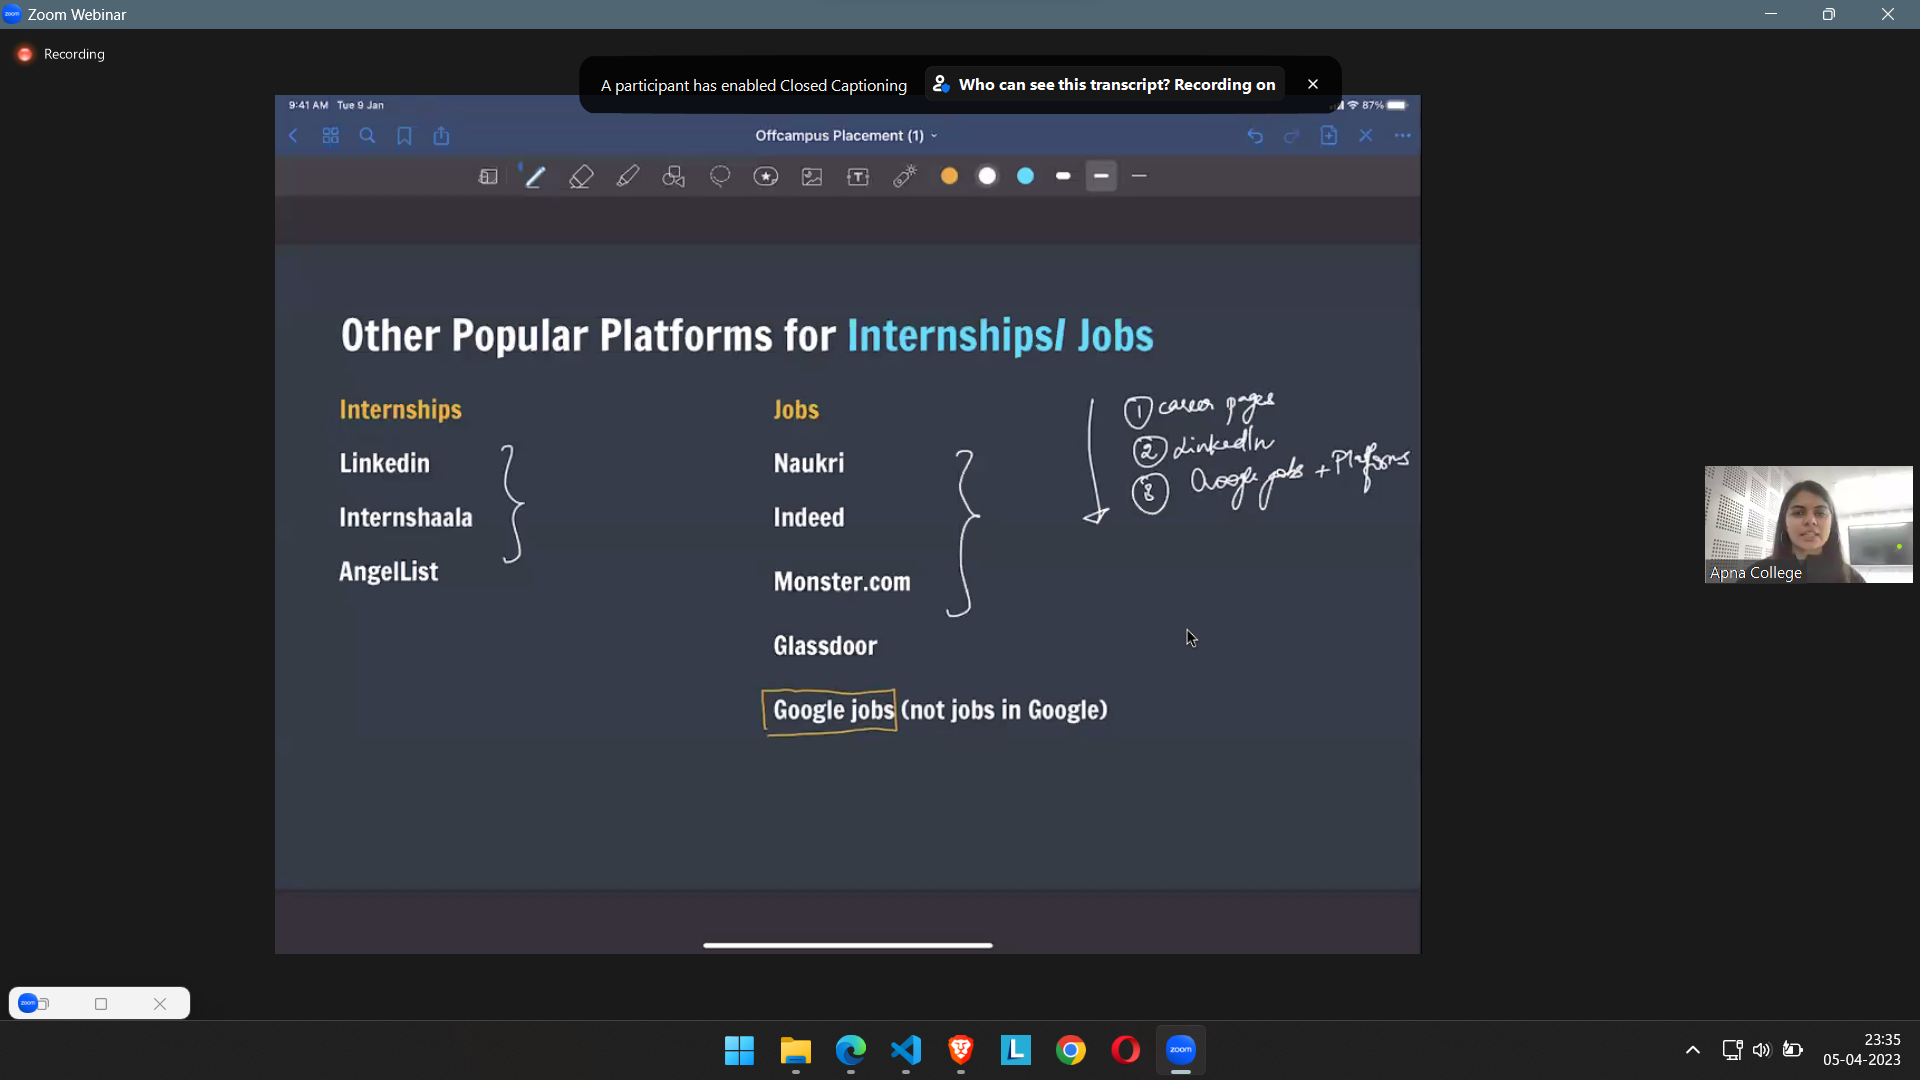 Zoom Webinar
Recording
A participant has enabled Closed Captioning Who can see this transcript? Recording on
9:41 AM Tue 9 Jan
87%
Offcampus Placement (1)
Other Popular Platforms for Internships/ Jobs
Internships
Linkedin
Internshaala
AngelList
Jobs
Naukri
Indeed
Monster.com
Glassdoor
Google jobs (not jobs in Google)
1 career pages
2 LinkedIn
3 Google jobs + Platforms
Apna College
zoom
23:35
05-04-2023